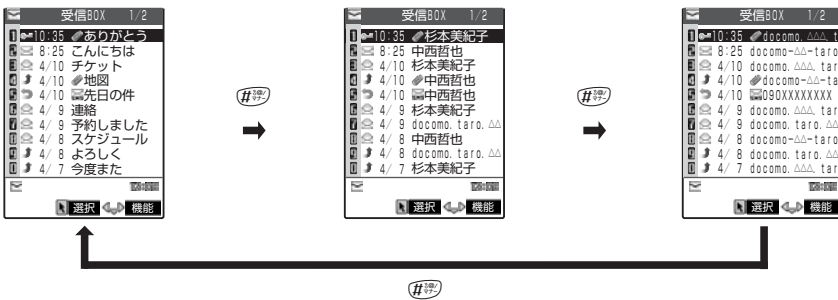 受信BOX 1/2
10:35 ありがとう
8:25 こんにちは
4/10 チケット
4/10 地図
4/10 先日の件
4/ 9 連絡
4/ 9 予約しました
4/ 8 スケジュール
4/ 8 よろしく
4/ 7 今度また
選択 機能
#
受信BOX 1/2
10:35 杉本美紀子
8:25 中西哲也
4/10 杉本美紀子
4/10 中西哲也
4/10 中西哲也
4/ 9 杉本美紀子
4/ 9 docomo.taro.△△
4/ 8 中西哲也
4/ 8 docomo.taro.△△
4/ 7 杉本美紀子
選択 機能
#
受信BOX 1/2
10:35 docomo.△△△.t
8:25 docomo-△△-taro
4/10 docomo.△△△.tar
4/10 docomo-△△-ta
4/10 090XXXXXXXX
4/ 9 docomo.△△△.tar
4/ 9 docomo.taro.△△
4/ 8 docomo-△△-taro
4/ 8 docomo.taro.△△
4/ 7 docomo.△△△.tar
選択 機能
#